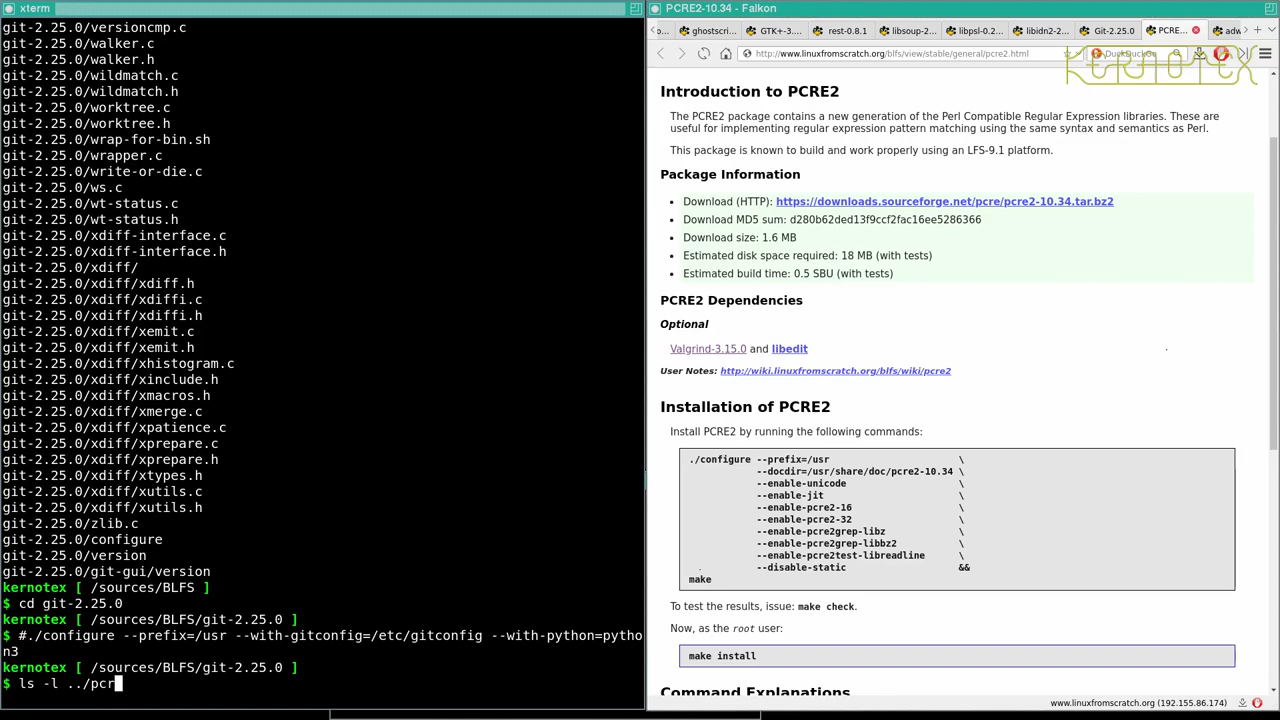 xterm
git-2.25.0/versioncmp.c
git-2.25.0/walker.c
git-2.25.0/walker.h
git-2.25.0/wildmatch.c
git-2.25.0/wildmatch.h
git-2.25.0/worktree.c
git-2.25.0/worktree.h
git-2.25.0/wrap-for-bin.sh
git-2.25.0/wrapper.c
git-2.25.0/write-or-die.c
git-2.25.0/ws.c
git-2.25.0/wt-status.c
git-2.25.0/wt-status.h
git-2.25.0/xdiff-interface.c
git-2.25.0/xdiff-interface.h
git-2.25.0/xdiff/
git-2.25.0/xdiff/xdiff.h
git-2.25.0/xdiff/xdiffi.c
git-2.25.0/xdiff/xdiffi.h
git-2.25.0/xdiff/xemit.c
git-2.25.0/xdiff/xemit.h
git-2.25.0/xdiff/xhistogram.c
git-2.25.0/xdiff/xinclude.h
git-2.25.0/xdiff/xmacros.h
git-2.25.0/xdiff/xmerge.c
git-2.25.0/xdiff/xpatience.c
git-2.25.0/xdiff/xprepare.c
git-2.25.0/xdiff/xprepare.h
git-2.25.0/xdiff/xtypes.h
git-2.25.0/xdiff/xutils.c
git-2.25.0/xdiff/xutils.h
git-2.25.0/zlib.c
git-2.25.0/configure
git-2.25.0/version
git-2.25.0/git-gui/version
kernotex [ /sources/BLFS ]
$ cd git-2.25.0
kernotex [ /sources/BLFS/git-2.25.0 ]
$ #./configure --prefix=/usr --with-gitconfig=/etc/gitconfig --with-python=pytho
n3
kernotex [ /sources/BLFS/git-2.25.0 ]
$ ls -l ../pcr
PCRE2-10.34 - Falkon
o... ghostscri GTK+-3.... rest-0.8.1 libsoup-2... libpsl-0.2... libidn2-2... Git-2.25.0 PCRE... adw
http://www.linuxfromscratch.org/blfs/view/stable/general/pcre2.html DuckDuckGo
KERNOTEX
Introduction to PCRE2
The PCRE2 package contains a new generation of the Perl Compatible Regular Expression libraries. These are
useful for implementing regular expression pattern matching using the same syntax and semantics as Perl.
This package is known to build and work properly using an LFS-9.1 platform.
Package Information
• Download (HTTP): https://downloads.sourceforge.net/pcre/pcre2-10.34.tar.bz2
• Download MD5 sum: d280b62ded13f9ccf2fac16ee5286366
• Download size: 1.6 MB
• Estimated disk space required: 18 MB (with tests)
• Estimated build time: 0.5 SBU (with tests)
PCRE2 Dependencies
Optional
Valgrind-3.15.0 and libedit
User Notes: http://wiki.linuxfromscratch.org/blfs/wiki/pcre2
Installation of PCRE2
Install PCRE2 by running the following commands:
./configure --prefix=/usr \
--docdir=/usr/share/doc/pcre2-10.34 \
--enable-unicode \
--enable-jit \
--enable-pcre2-16 \
--enable-pcre2-32 \
--enable-pcre2grep-libz \
--enable-pcre2grep-libbz2 \
--enable-pcre2test-libreadline \
--disable-static &&
make
To test the results, issue: make check.
Now, as the root user:
make install
Command Explanations
www.linuxfromscratch.org (192.155.86.174)